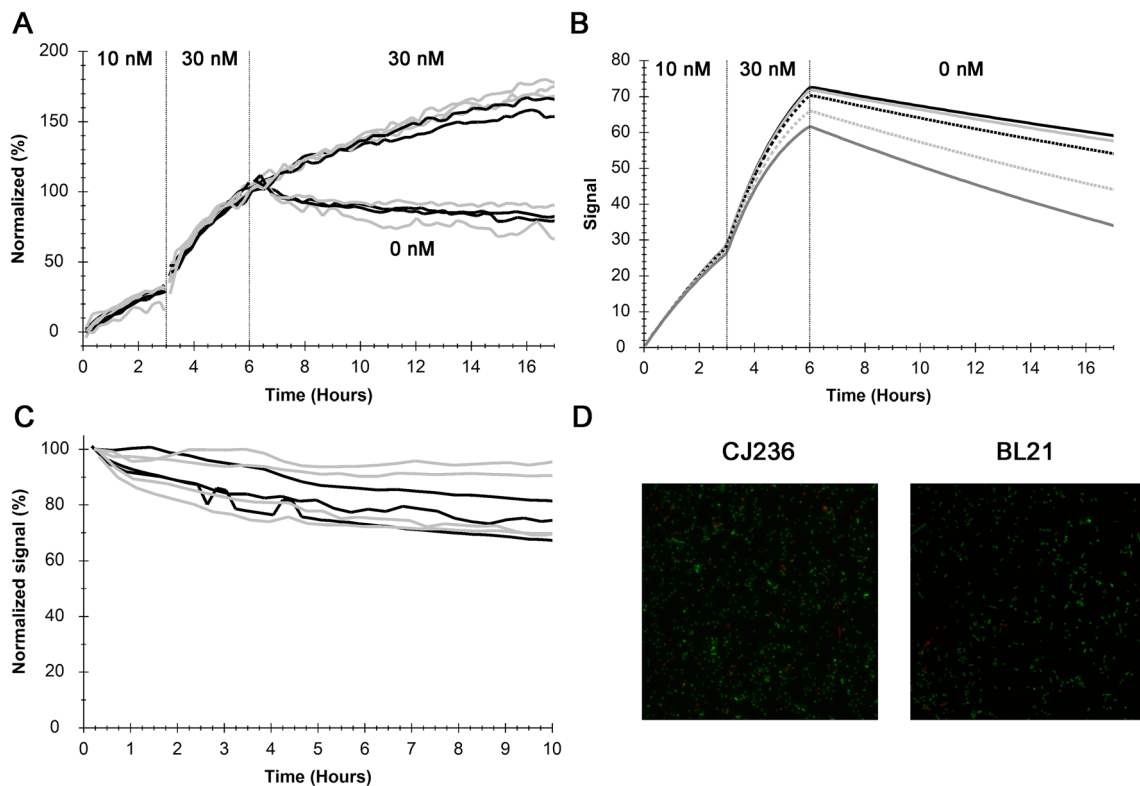 A
10 nM 30 nM 30 nM
200
150
100
50
0
Normalized (%)
0 nM
0 2 4 6 8 10 12 14 16
Time (Hours)
B
10 nM 30 nM 0 nM
80
70
60
50
40
30
20
10
0
Signal
0 2 4 6 8 10 12 14 16
Time (Hours)
C
100
80
60
80
20
0
Normalized signal (%)
0 1 2 3 4 5 6 7 8 9 10
Time (Hours)
D
CJ236 BL21